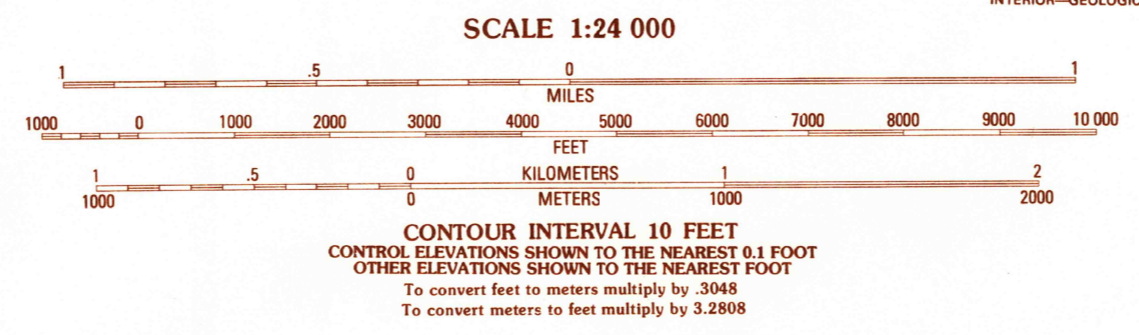 INTERIOR—GEOLOGIC
SCALE 1:24 000
1 .5 0 1
MILES
1000 0 1000 2000 3000 4000 5000 6000 7000 8000 9000 10 000
FEET
1 .5 0 KILOMETERS 1 2
1000 0 METERS 1000 2000
CONTOUR INTERVAL 10 FEET
CONTROL ELEVATIONS SHOWN TO THE NEAREST 0.1 FOOT
OTHER ELEVATIONS SHOWN TO THE NEAREST FOOT
To convert feet to meters multiply by .3048
To convert meters to feet multiply by 3.2808